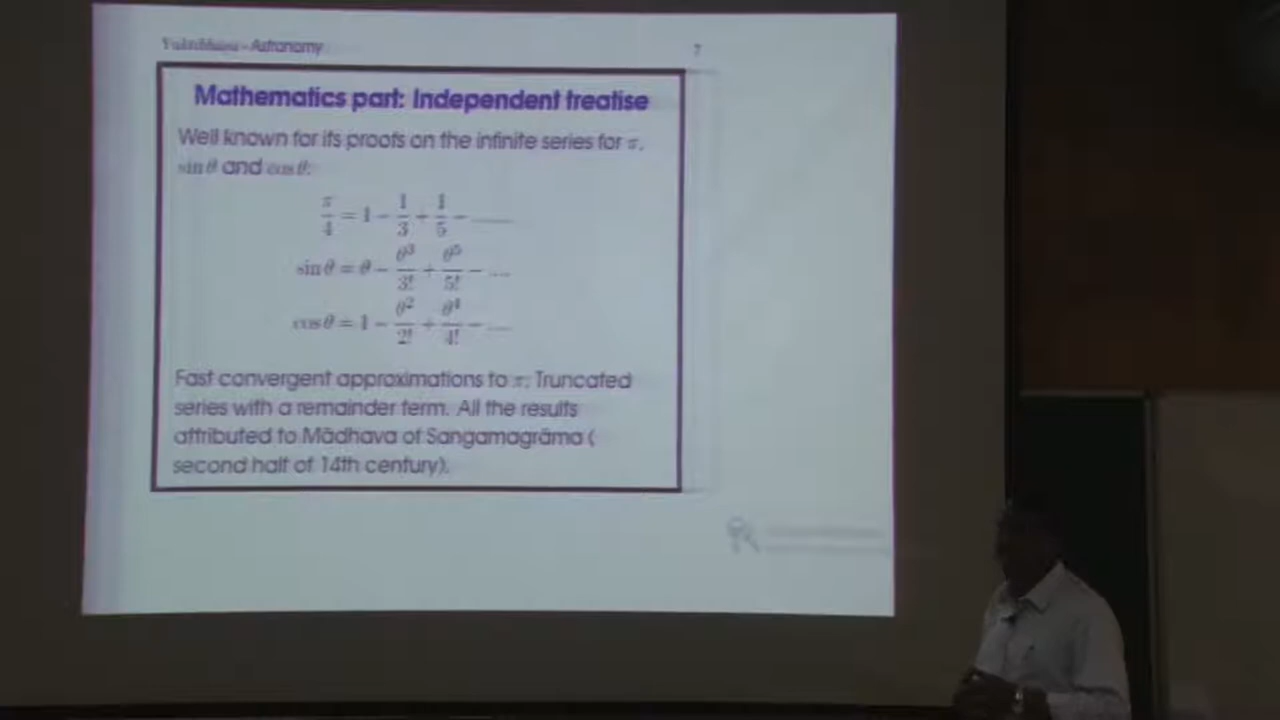 Yuktibhāṣā - Astronomy 7
Mathematics part: Independent treatise
Well known for its proofs on the infinite series for π,
sin θ and cos θ:
π/4 = 1 − 1/3 + 1/5 − ......
sin θ = θ − θ³/3! + θ⁵/5! − ...
cos θ = 1 − θ²/2! + θ⁴/4! − ...
Fast convergent approximations to π: Truncated
series with a remainder term. All the results
attributed to Mādhava of Sangamagrāma (
second half of 14th century).